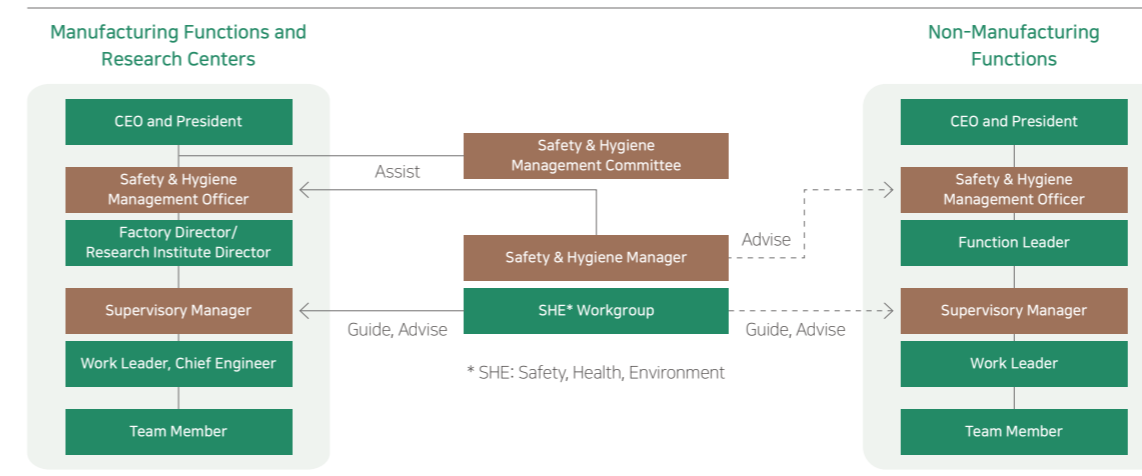 Manufacturing Functions and
Research Centers
CEO and President
Safety & Hygiene
Management Officer
Factory Director/
Research Institute Director
Supervisory Manager
Work Leader, Chief Engineer
Team Member
Assist
Safety & Hygiene
Management Committee
Safety & Hygiene Manager
SHE* Workgroup
Guide, Advise
* SHE: Safety, Health, Environment
Advise
Guide, Advise
Non-Manufacturing
Functions
CEO and President
Safety & Hygiene
Management Officer
Function Leader
Supervisory Manager
Work Leader
Team Member